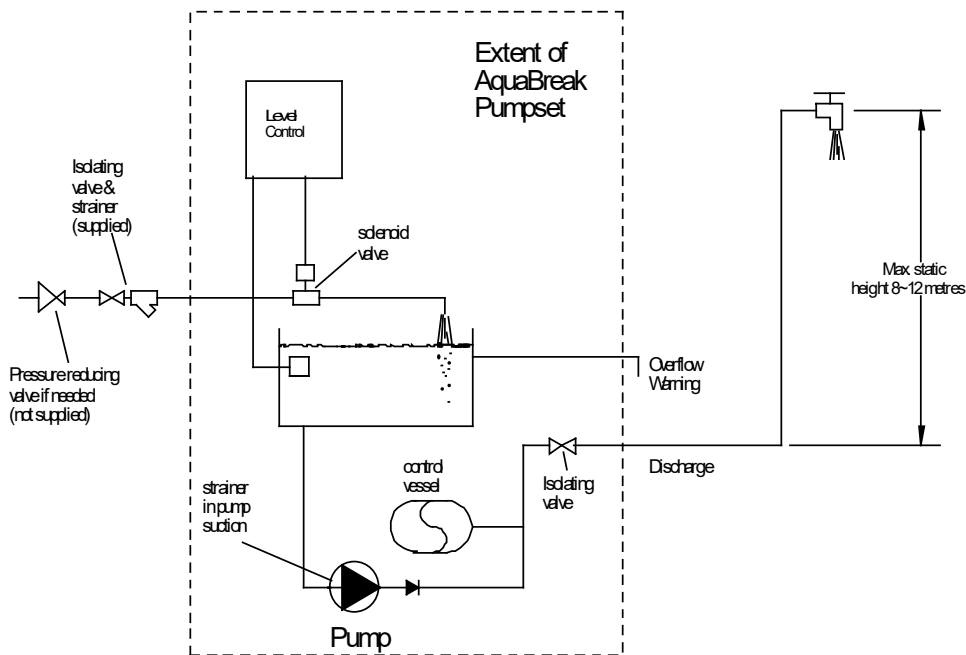 Extent of
AquaBreak
Pumpset
Level
Control
Isolating
valve &
strainer
(supplied)
solenoid
valve
Max. static
height 8~12 metres
Pressure reducing
valve if needed
(not supplied)
Overflow
Warning
control
vessel
Discharge
Isolating
valve
strainer
in pump
suction
Pump